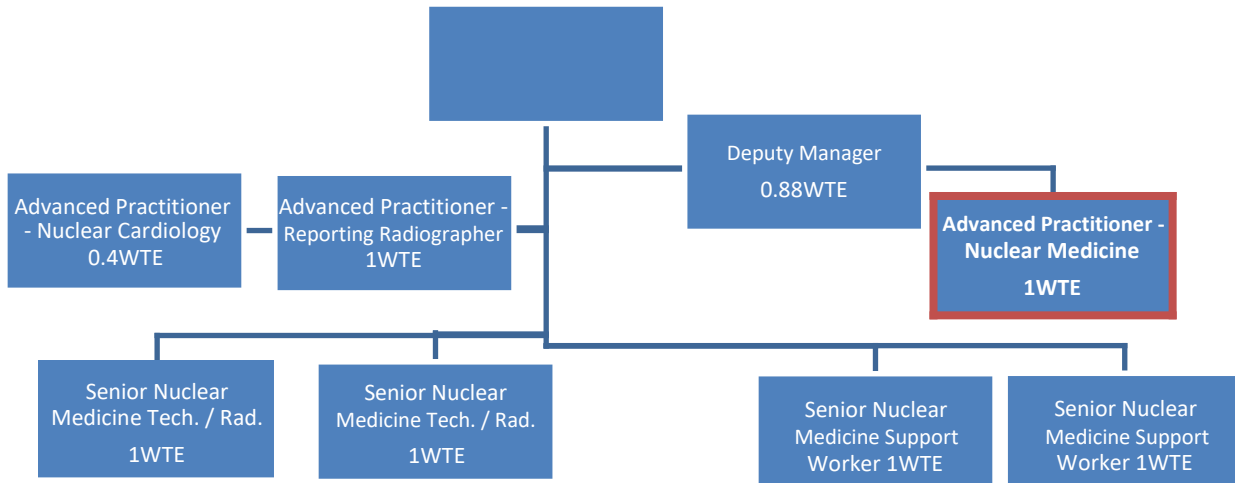 Deputy Manager
0.88WTE
Advanced Practitioner
- - Nuclear Cardiology
0.4WTE
Advanced Practitioner -
Reporting Radiographer
1WTE
Advanced Practitioner -
Nuclear Medicine
1WTE
Senior Nuclear
Medicine Tech. / Rad.
1WTE
Senior Nuclear
Medicine Tech. / Rad.
1WTE
Senior Nuclear
Medicine Support
Worker 1WTE
Senior Nuclear
Medicine Support
Worker 1WTE